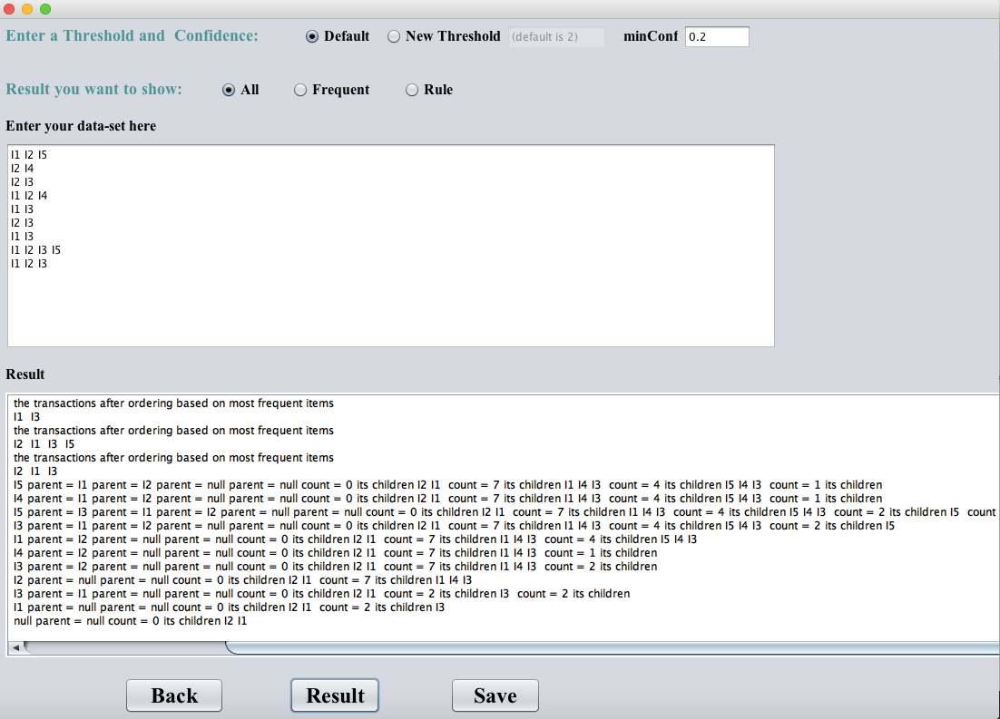 Enter a Threshold and Confidence: Default New Threshold (default is 2) minConf 0.2
Result you want to show: All Frequent Rule
Enter your data-set here
I1 I2 I5
I2 I4
I2 I3
I1 I2 I4
I1 I3
I2 I3
I1 I3
I1 I2 I3 I5
I1 I2 I3
Result
the transactions after ordering based on most frequent items
I1 I3
the transactions after ordering based on most frequent items
I2 I1 I3 I5
the transactions after ordering based on most frequent items
I2 I1 I3
I5 parent = I1 parent = I2 parent = null parent = null count = 0 its children I2 I1 count = 7 its children I1 I4 I3 count = 4 its children I5 I4 I3 count = 1 its children
I4 parent = I1 parent = I2 parent = null parent = null count = 0 its children I2 I1 count = 7 its children I1 I4 I3 count = 4 its children I5 I4 I3 count = 1 its children
I5 parent = I3 parent = I1 parent = I2 parent = null parent = null count = 0 its children I2 I1 count = 7 its children I1 I4 I3 count = 4 its children I5 I4 I3 count = 2 its children I5 count
I3 parent = I1 parent = I2 parent = null parent = null count = 0 its children I2 I1 count = 7 its children I1 I4 I3 count = 4 its children I5 I4 I3 count = 2 its children I5
I1 parent = I2 parent = null parent = null count = 0 its children I2 I1 count = 7 its children I1 I4 I3 count = 4 its children I5 I4 I3
I4 parent = I2 parent = null parent = null count = 0 its children I2 I1 count = 7 its children I1 I4 I3 count = 1 its children
I3 parent = I2 parent = null parent = null count = 0 its children I2 I1 count = 7 its children I1 I4 I3 count = 2 its children
I2 parent = null parent = null count = 0 its children I2 I1 count = 7 its children I1 I4 I3
I3 parent = I1 parent = null parent = null count = 0 its children I2 I1 count = 2 its children I3 count = 2 its children
I1 parent = null parent = null count = 0 its children I2 I1 count = 2 its children I3
null parent = null count = 0 its children I2 I1
Back Result Save